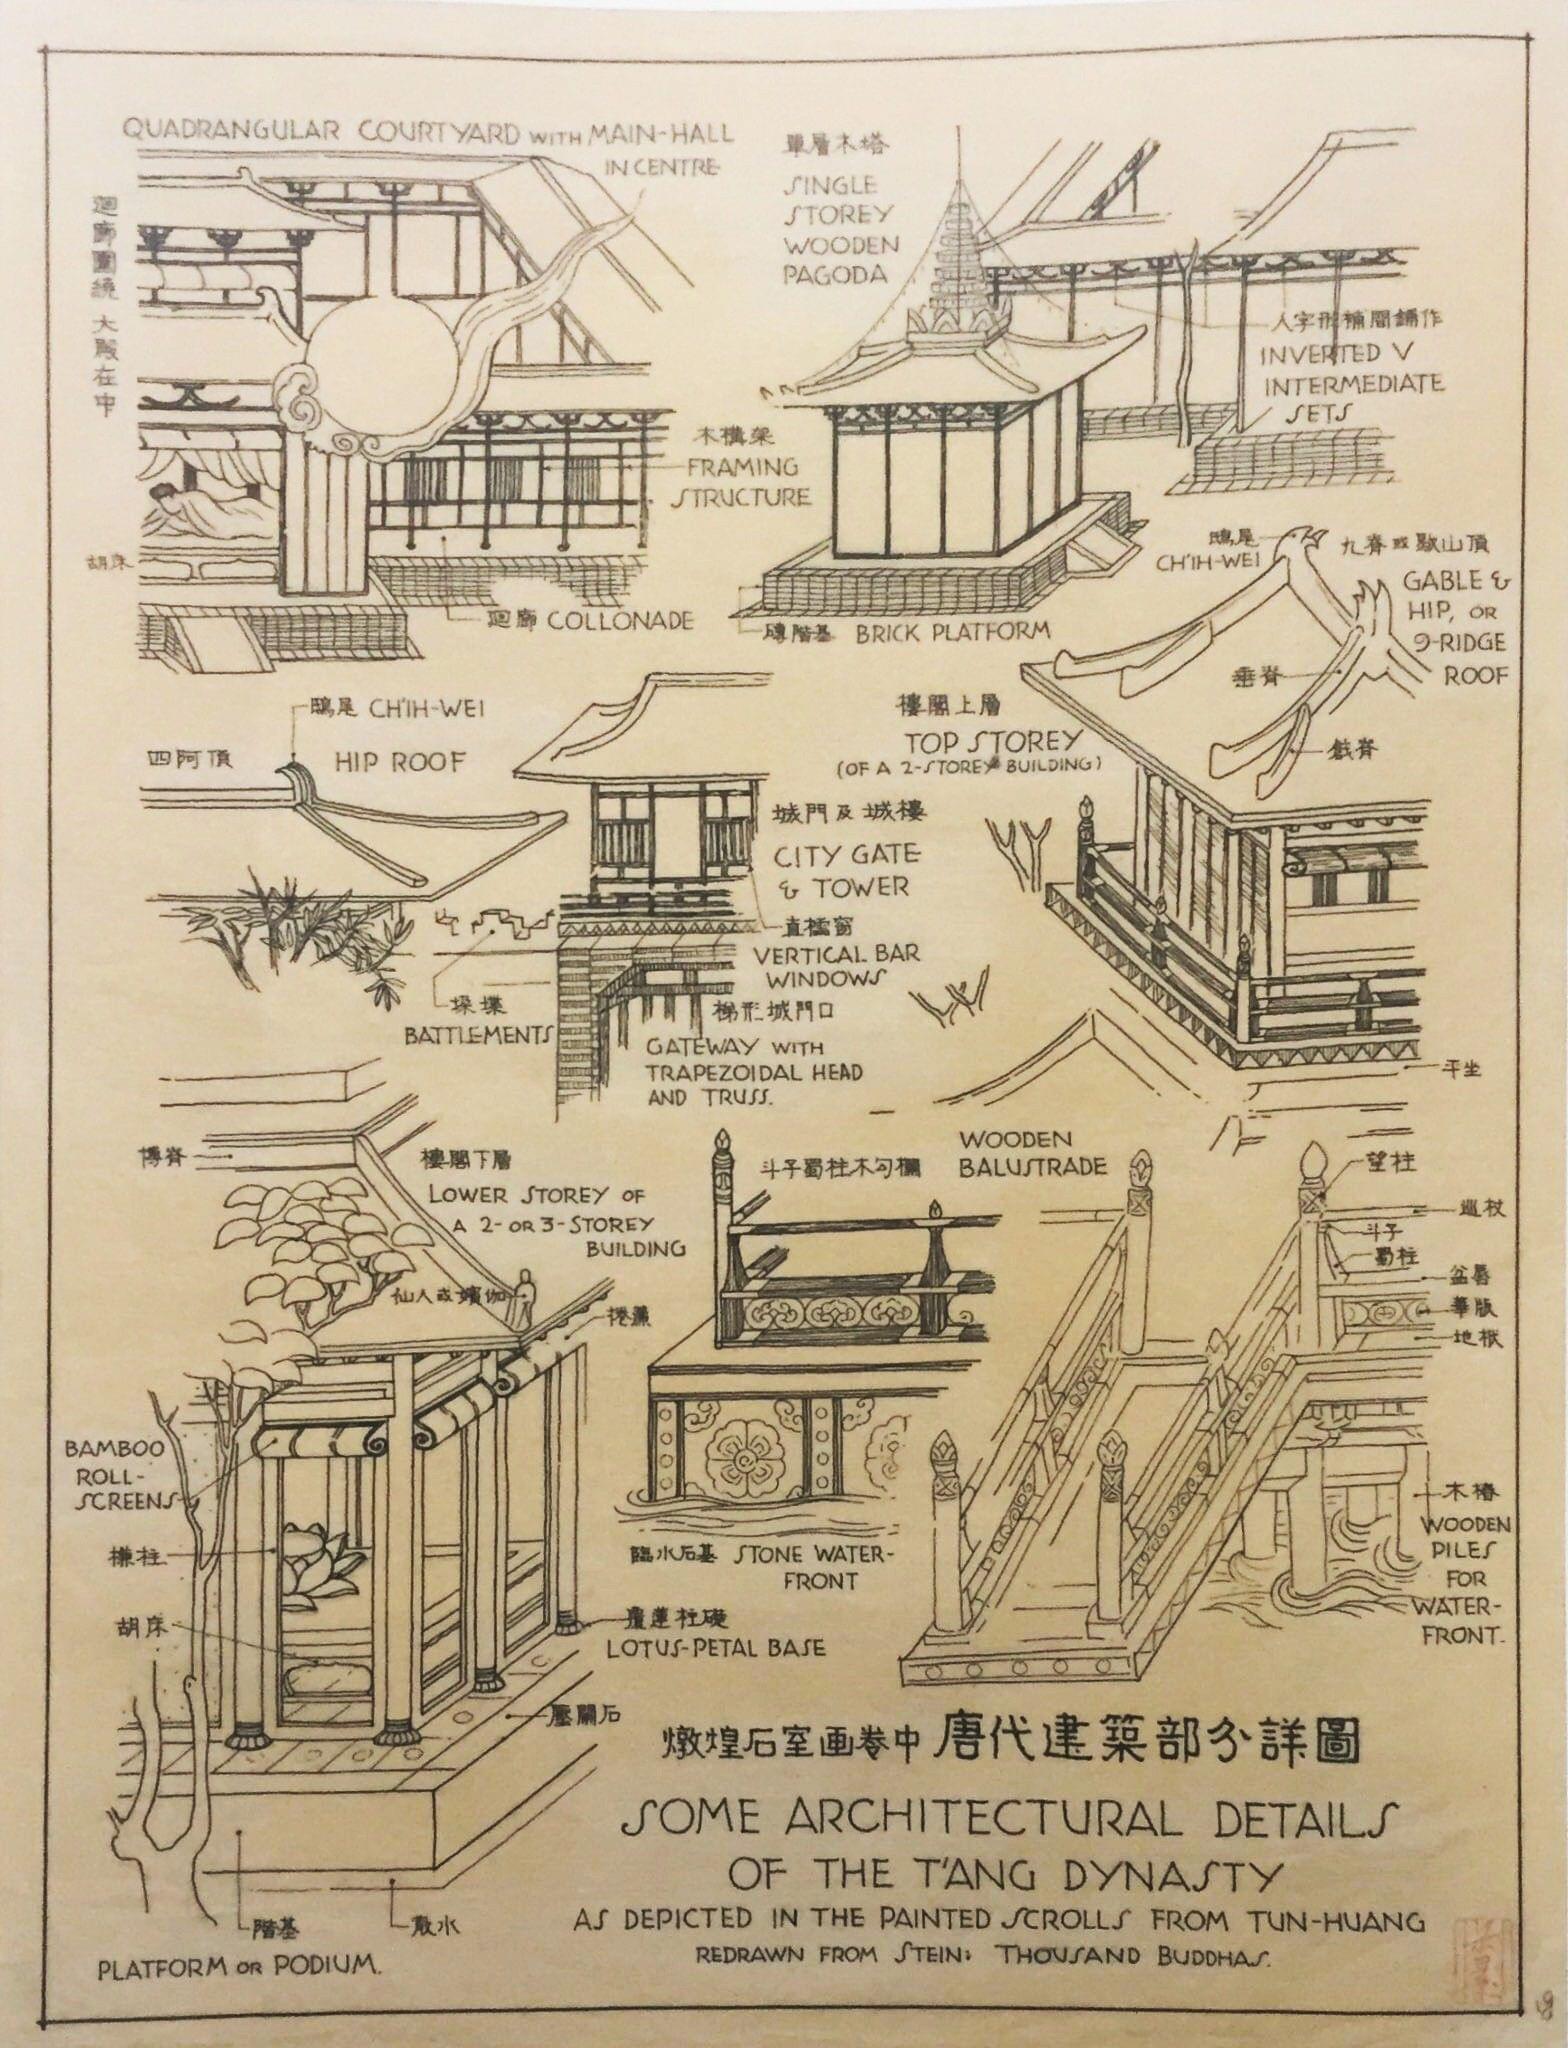 QUADRANGULAR COURTYARD WITH MAIN-HALL
IN CENTRE
迴廊圍繞 大殿在中
單層木塔
SINGLE
STOREY
WOODEN
PAGODA
人字形補間鋪作
INVERTED V
INTERMEDIATE
SETS
木構架
FRAMING
STRUCTURE
胡床
迴廊 COLLONADE
磚階基 BRICK PLATFORM
鴟尾
CH'IH-WEI
九脊或歇山頂
GABLE &
HIP, OR
9-RIDGE
ROOF
垂脊
戧脊
鴟尾 CH'IH-WEI
四阿頂
HIP ROOF
樓閣上層
TOP STOREY
(OF A 2-STOREY BUILDING)
城門及城樓
CITY GATE
& TOWER
直櫺窗
VERTICAL BAR
WINDOWS
垛堞
BATTLEMENTS
梯形城門口
GATEWAY WITH
TRAPEZOIDAL HEAD
AND TRUSS.
平坐
博脊
樓閣下層
LOWER STOREY OF
A 2- OR 3-STOREY
BUILDING
仙人或嬪伽
捲簾
斗子蜀柱木勾欄
WOODEN
BALUSTRADE
望柱
巡杖
斗子
蜀柱
盆唇
華版
地栿
BAMBOO
ROLL-
SCREENS
槏柱
胡床
臨水石基 STONE WATER-
FRONT
木樁
WOODEN
PILES
FOR
WATER-
FRONT.
覆蓮柱礎
LOTUS-PETAL BASE
壓闌石
階基
散水
PLATFORM OR PODIUM.
燉煌石室画卷中 唐代建築部分詳圖
SOME ARCHITECTURAL DETAILS
OF THE T'ANG DYNASTY
AS DEPICTED IN THE PAINTED SCROLLS FROM TUN-HUANG
REDRAWN FROM STEIN: THOUSAND BUDDHAS.